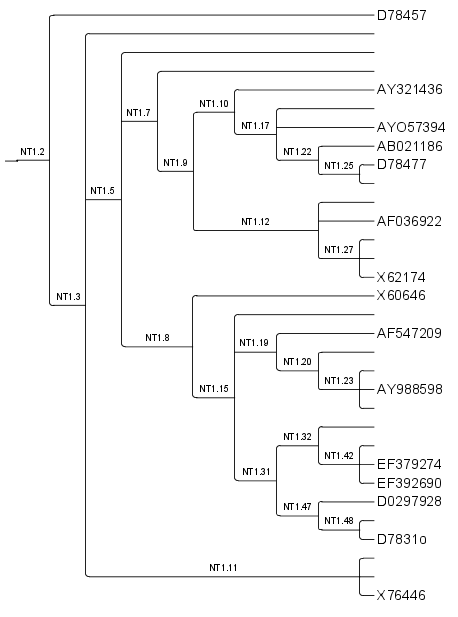 D78457
AY321436
NT1.10
NT1.7
NT1.17
AYO57394
AB021186
NT1.2
NT1.22
NT1.9
NT1.25
D78477
NT1.5
NT1.12
AF036922
NT1.27
X62174
NT1.3
X60646
AF547209
NT1.8
NT1.19
NT1.20
NT1.23
NT1.15
AY988598
NT1.32
NT1.42
EF379274
NT1.31
EF392690
D0297928
NT1.47
NT1.48
D7831o
NT1.11
X76446